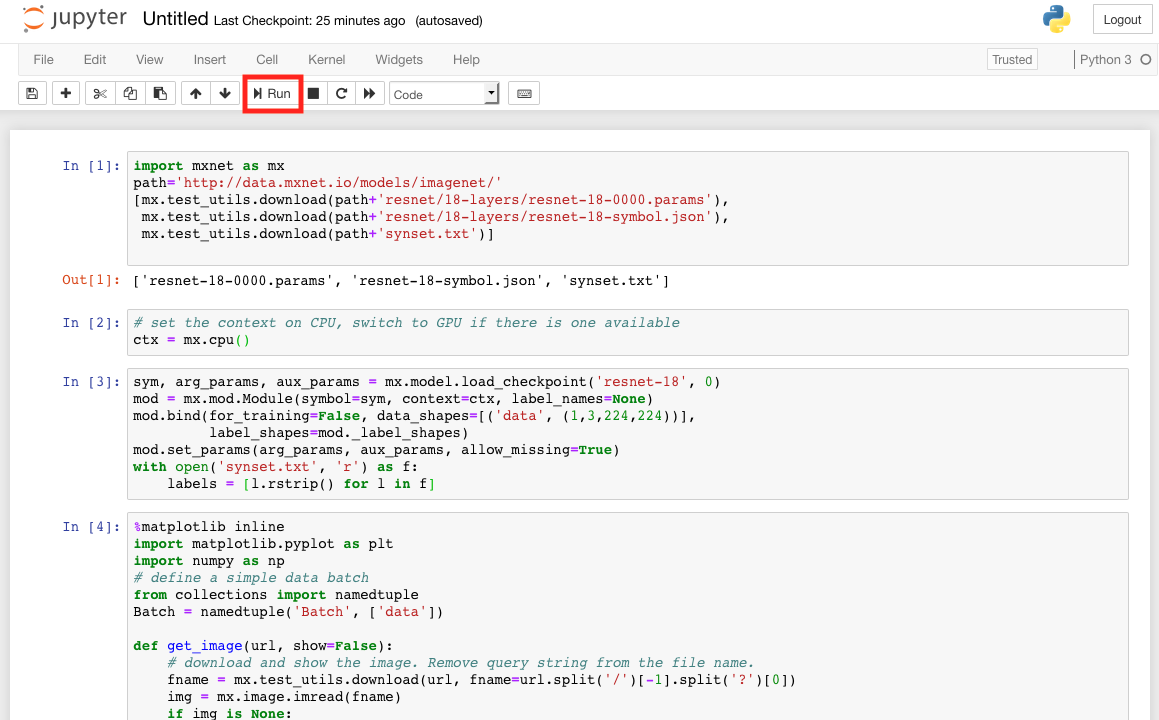 jupyter Untitled Last Checkpoint: 25 minutes ago (autosaved) Logout
File Edit View Insert Cell Kernel Widgets Help Trusted Python 3
Run Code
In [1]: import mxnet as mx
path='http://data.mxnet.io/models/imagenet/'
[mx.test_utils.download(path+'resnet/18-layers/resnet-18-0000.params'),
 mx.test_utils.download(path+'resnet/18-layers/resnet-18-symbol.json'),
 mx.test_utils.download(path+'synset.txt')]
Out[1]: ['resnet-18-0000.params', 'resnet-18-symbol.json', 'synset.txt']
In [2]: # set the context on CPU, switch to GPU if there is one available
ctx = mx.cpu()
In [3]: sym, arg_params, aux_params = mx.model.load_checkpoint('resnet-18', 0)
mod = mx.mod.Module(symbol=sym, context=ctx, label_names=None)
mod.bind(for_training=False, data_shapes=[('data', (1,3,224,224))],
         label_shapes=mod._label_shapes)
mod.set_params(arg_params, aux_params, allow_missing=True)
with open('synset.txt', 'r') as f:
    labels = [l.rstrip() for l in f]
In [4]: %matplotlib inline
import matplotlib.pyplot as plt
import numpy as np
# define a simple data batch
from collections import namedtuple
Batch = namedtuple('Batch', ['data'])
def get_image(url, show=False):
    # download and show the image. Remove query string from the file name.
    fname = mx.test_utils.download(url, fname=url.split('/')[-1].split('?')[0])
    img = mx.image.imread(fname)
    if img is None: